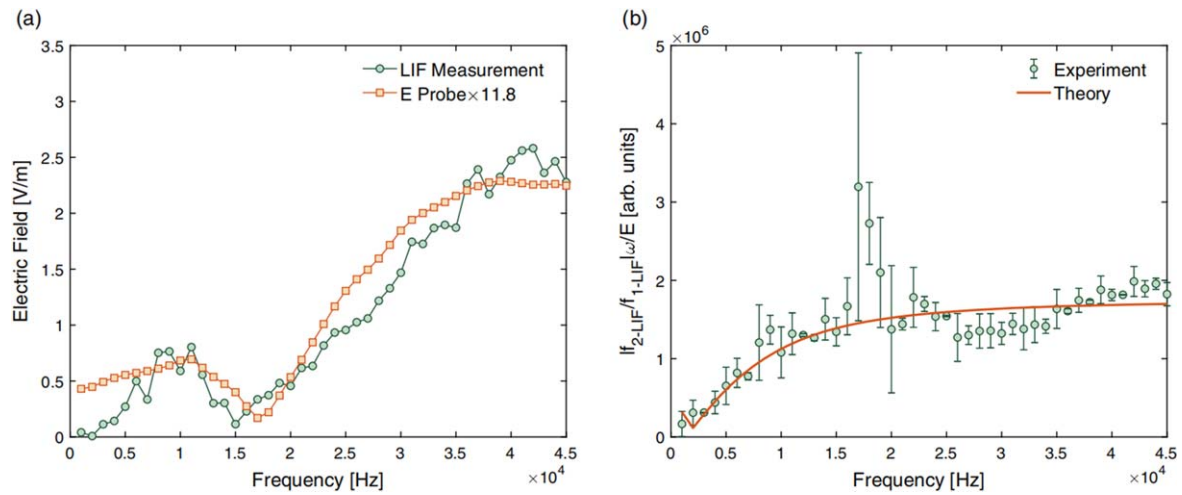 (a)
3.5
3
2.5
2
1.5
1
0.5
0
Electric Field [V/m]
LIF Measurement
E Probe×11.8
0 0.5 1 1.5 2 2.5 3 3.5 4 4.5
×10⁴
Frequency [Hz]
(b)
×10⁶
5
4
3
2
1
0
|f₂₋LIF/f₁₋LIF|ω/E [arb. units]
Experiment
Theory
0 0.5 1 1.5 2 2.5 3 3.5 4 4.5
×10⁴
Frequency [Hz]